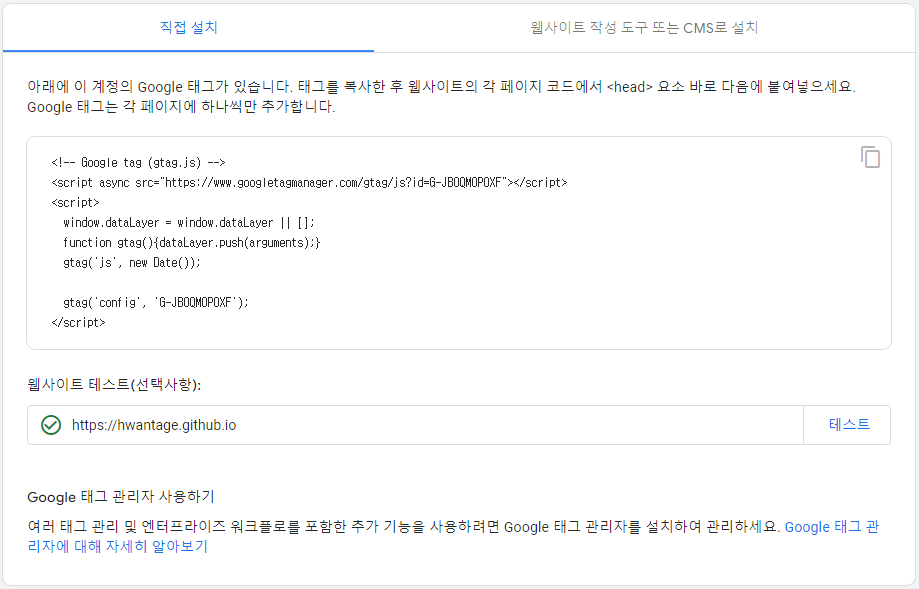 직접 설치
웹사이트 작성 도구 또는 CMS로 설치
아래에 이 계정의 Google 태그가 있습니다. 태그를 복사한 후 웹사이트의 각 페이지 코드에서 <head> 요소 바로 다음에 붙여넣으세요.
Google 태그는 각 페이지에 하나씩만 추가합니다.
<!-- Google tag (gtag.js) -->
<script async src="https://www.googletagmanager.com/gtag/js?id=G-JB0QM0P0XF"></script>
<script>
  window.dataLayer = window.dataLayer || [];
  function gtag(){dataLayer.push(arguments);}
  gtag('js', new Date());
  gtag('config', 'G-JB0QM0P0XF');
</script>
웹사이트 테스트(선택사항):
https://hwantage.github.io
테스트
Google 태그 관리자 사용하기
여러 태그 관리 및 엔터프라이즈 워크플로를 포함한 추가 기능을 사용하려면 Google 태그 관리자를 설치하여 관리하세요. Google 태그 관
리자에 대해 자세히 알아보기